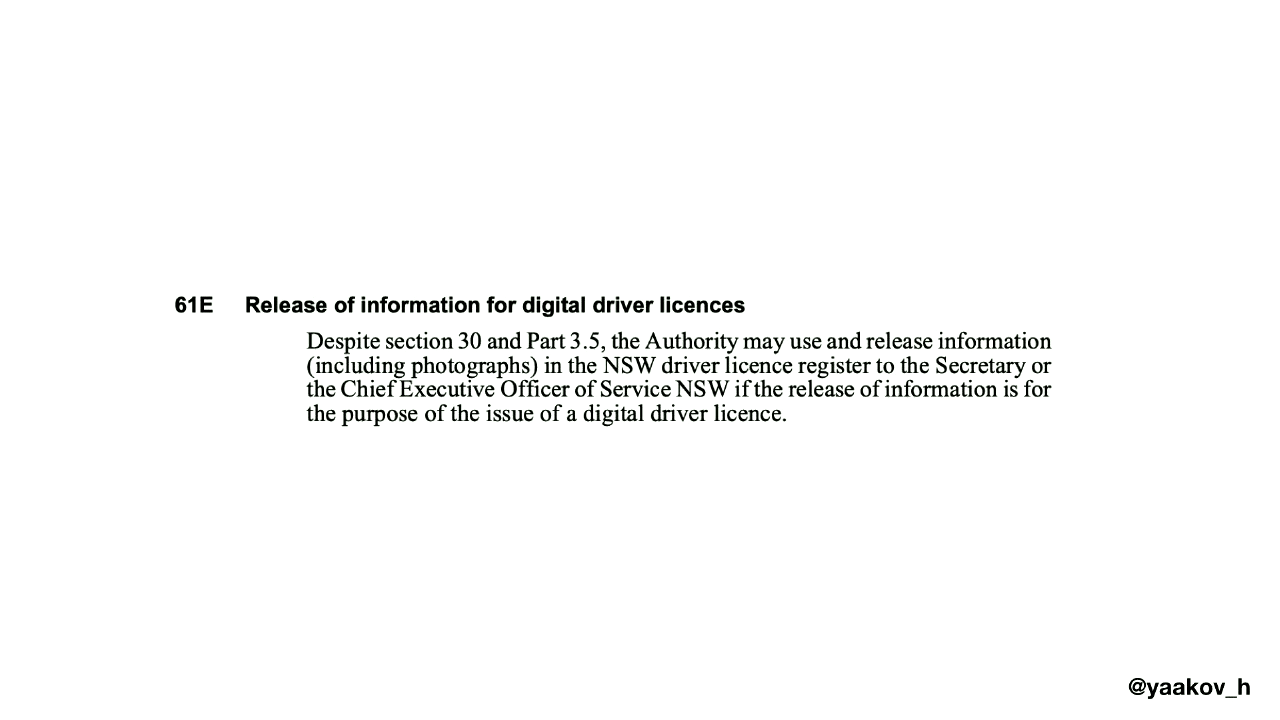 61E Release of information for digital driver licences
Despite section 30 and Part 3.5, the Authority may use and release information
(including photographs) in the NSW driver licence register to the Secretary or
the Chief Executive Officer of Service NSW if the release of information is for
the purpose of the issue of a digital driver licence.
@yaakov_h